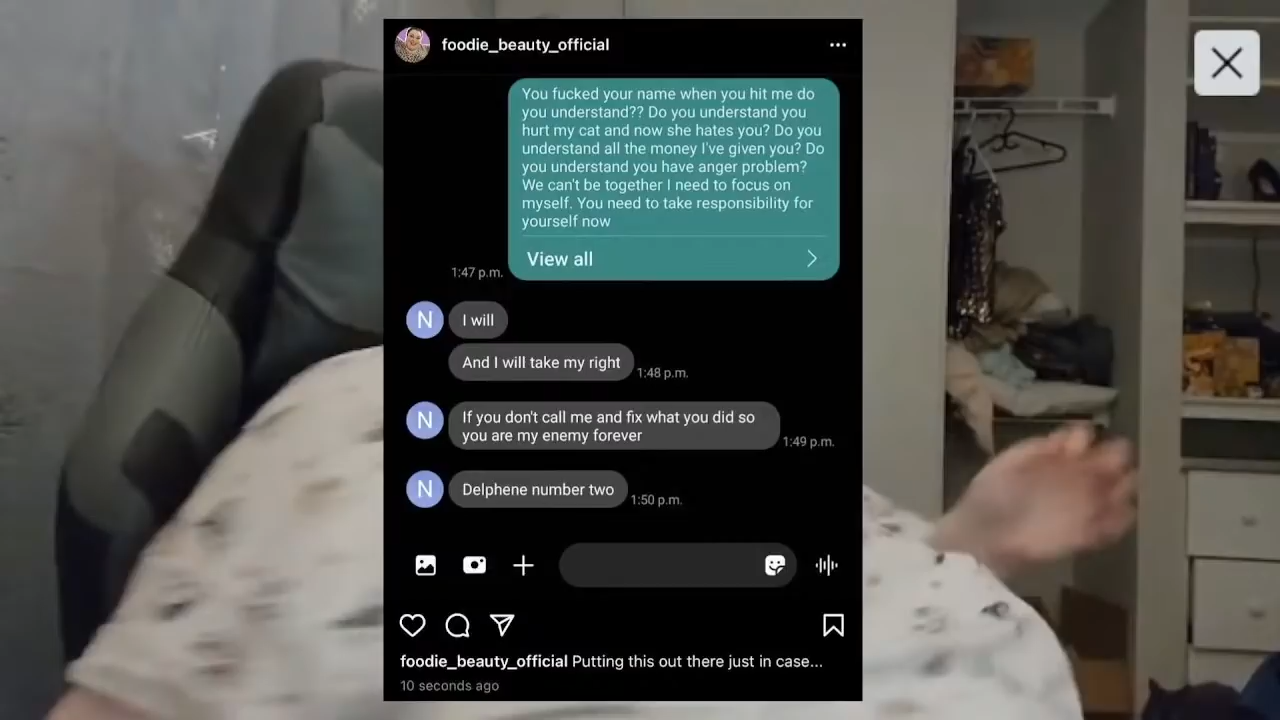 foodie_beauty_official
You fucked your name when you hit me do
you understand?? Do you understand you
hurt my cat and now she hates you? Do you
understand all the money I've given you? Do
you understand you have anger problem?
We can't be together I need to focus on
myself. You need to take responsibility for
yourself now
View all
1:47 p.m.
N
I will
And I will take my right
1:48 p.m.
N
If you don't call me and fix what you did so
you are my enemy forever
1:49 p.m.
N
Delphene number two
1:50 p.m.
foodie_beauty_official Putting this out there just in case...
10 seconds ago